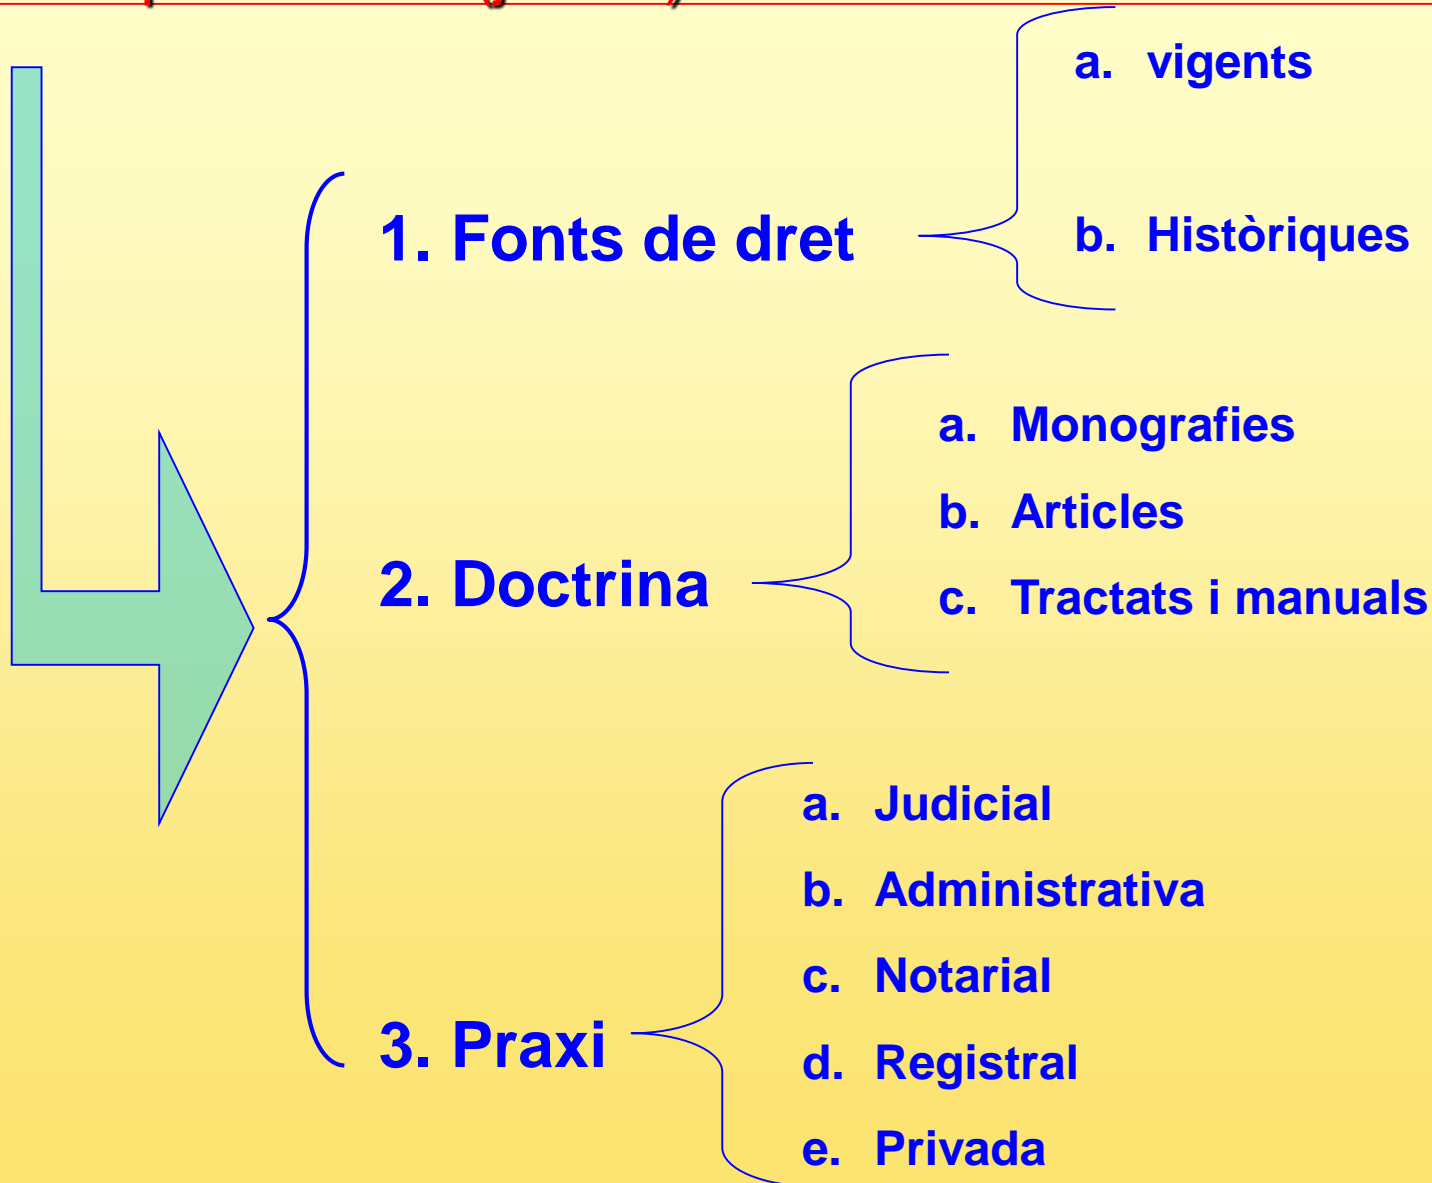 1. Fonts de dret
a. vigents
b. Històriques
2. Doctrina
a. Monografies
b. Articles
c. Tractats i manuals
3. Praxi
a. Judicial
b. Administrativa
c. Notarial
d. Registral
e. Privada